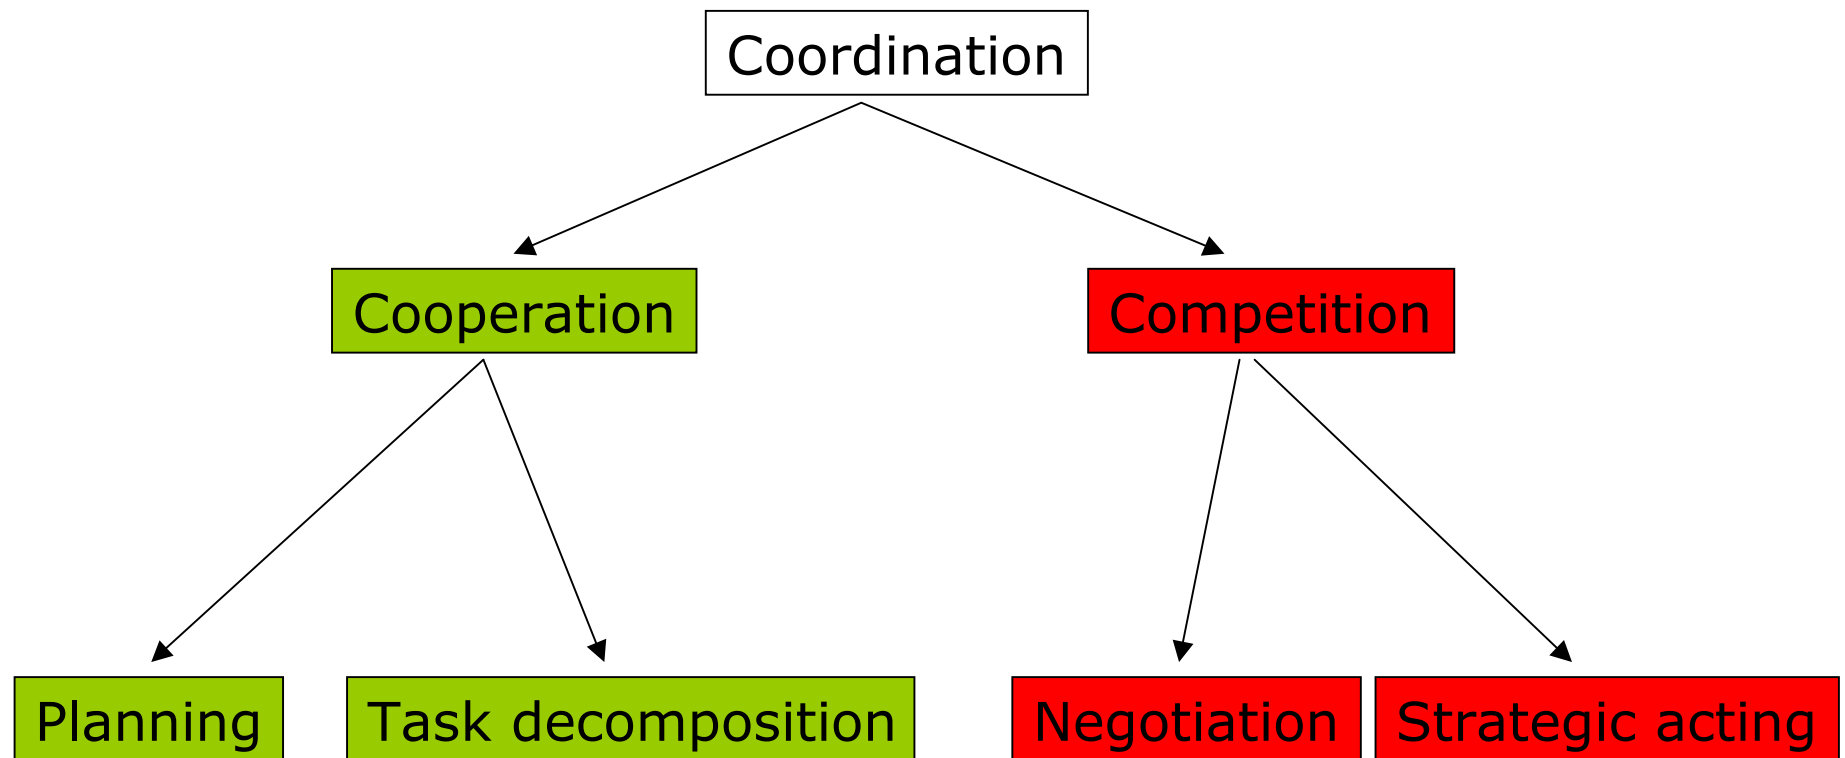 Coordination
Cooperation
Competition
Planning
Task decomposition
Negotiation
Strategic acting